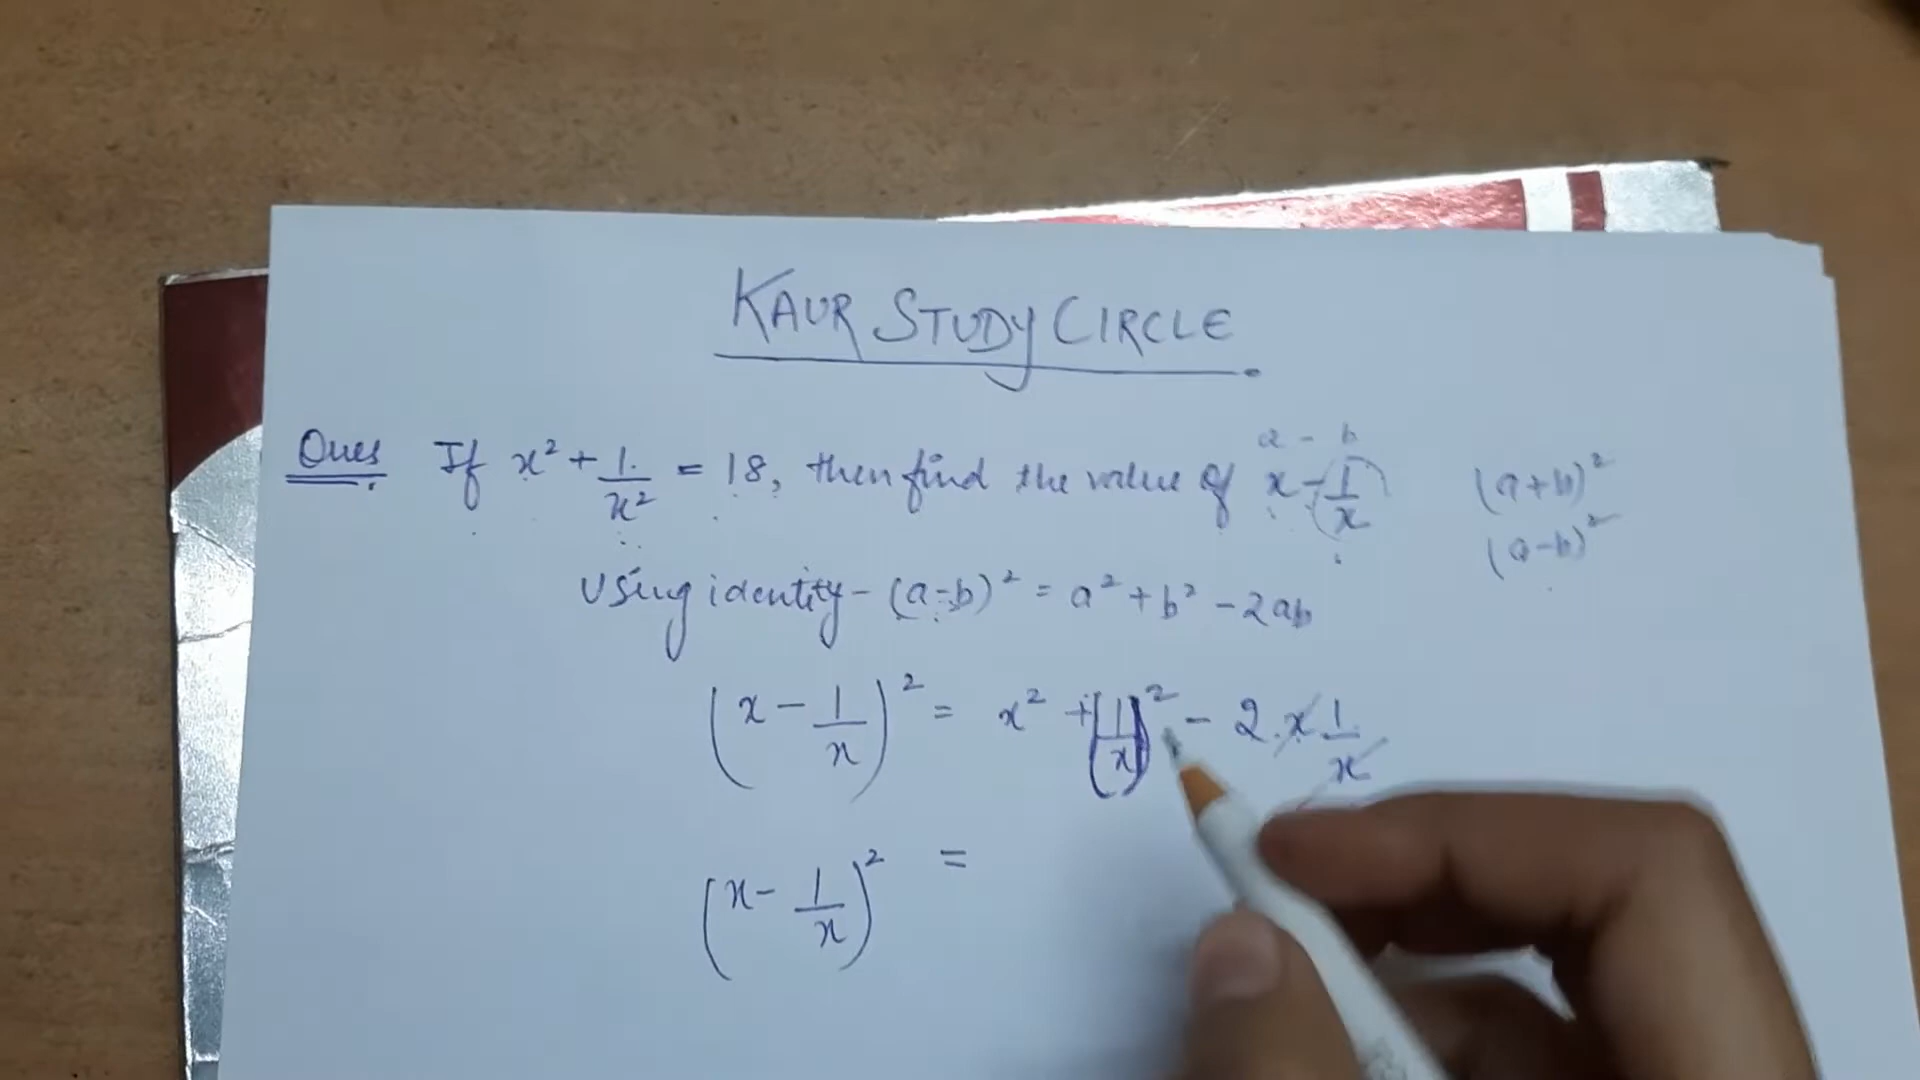 KAUR STUDY CIRCLE
a - b
Ques If x² + 1/x² = 18, then find the value of x - 1/x
(a+b)²
(a-b)²
Using identity - (a-b)² = a² + b² - 2ab
(x - 1/x)² = x² + (1/x)² - 2.x 1/x
(x - 1/x)² =